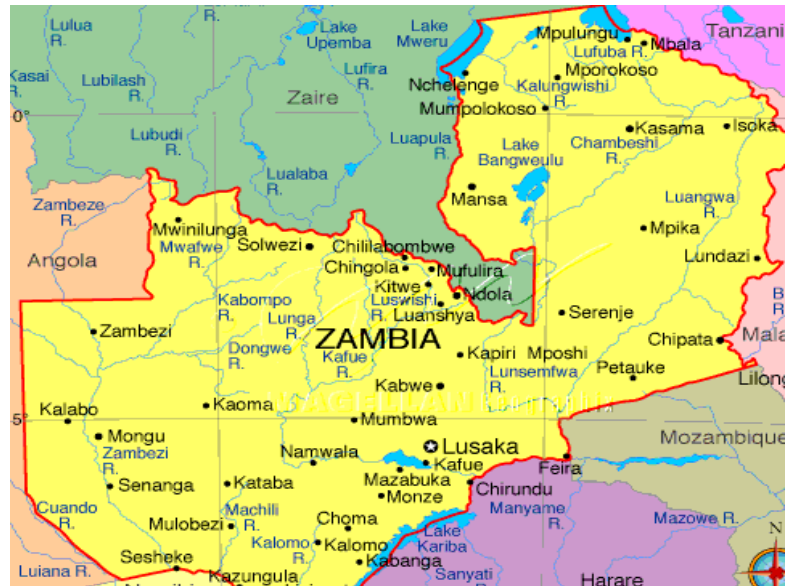 Lulua
R.
Lake
Upemba
Lake
Mweru
Mpulungu
Tanzani
Lufuba
R.
Mbala
Kasai
R.
Lubilash
R.
Lufira
R.
Nchelenge
Mporokoso
Kalungwishi
R.
Zaire
Mumpolokoso
0°
Lubudi
R.
Luapula
R.
Kasama
Isoka
Chambeshi
R.
Lake
Bangweulu
Lualaba
R.
Mansa
Luangwa
R.
Zambeze
R.
Mwinilunga
Mwafwe
R.
Solwezi
Chililabombwe
Mpika
Angola
Chingola
Mufulira
Lundazi
Kitwe
Kabompo
R.
Luswishi
R.
Ndola
Luanshya
B
R
Lunga
R.
Serenje
Zambezi
ZAMBIA
Chipata
Mala
Dongwe
R.
Kafue
R.
Kapiri Mposhi
Lunsemfwa
R.
Petauke
Lilong
Kabwe
Kalabo
Kaoma
5°
Mumbwa
Mongu
Zambezi
R.
Lusaka
Mozambique
Namwala
Kafue
Feira
Senanga
Kataba
Mazabuka
Chirundu
Monze
Manyame
R.
Cuando
R.
Machili
R.
Mulobezi
Choma
Mazowe R.
Lake
Kariba
N
Kalomo
R.
Kalomo
Sesheke
Kabanga
Luiana R.
Kazungula
Sanyati
Harare